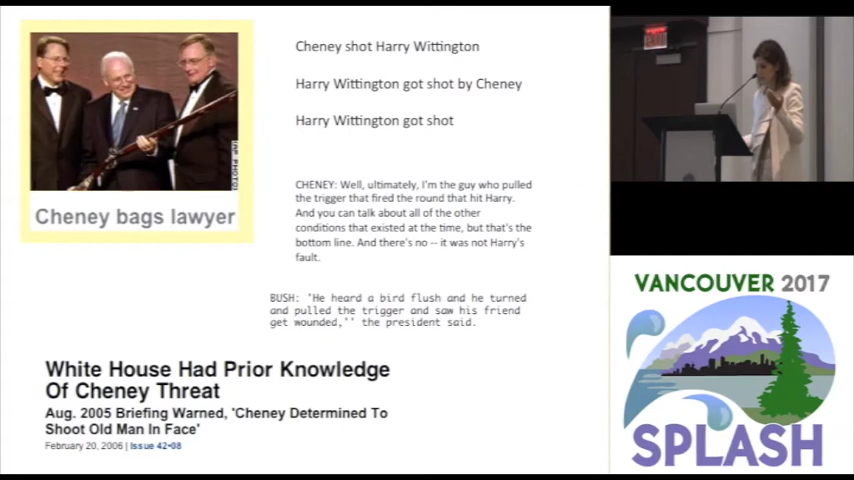 Cheney shot Harry Wittington
Harry Wittington got shot by Cheney
Harry Wittington got shot
(AP PHOTO)
Cheney bags lawyer
CHENEY: Well, ultimately, I'm the guy who pulled
the trigger that fired the round that hit Harry.
And you can talk about all of the other
conditions that existed at the time, but that's the
bottom line. And there's no -- it was not Harry's
fault.
BUSH: 'He heard a bird flush and he turned
and pulled the trigger and saw his friend
get wounded,'' the president said.
White House Had Prior Knowledge
Of Cheney Threat
Aug. 2005 Briefing Warned, 'Cheney Determined To
Shoot Old Man In Face'
February 20, 2006 | Issue 42•08
EXIT
VANCOUVER 2017
SPLASH